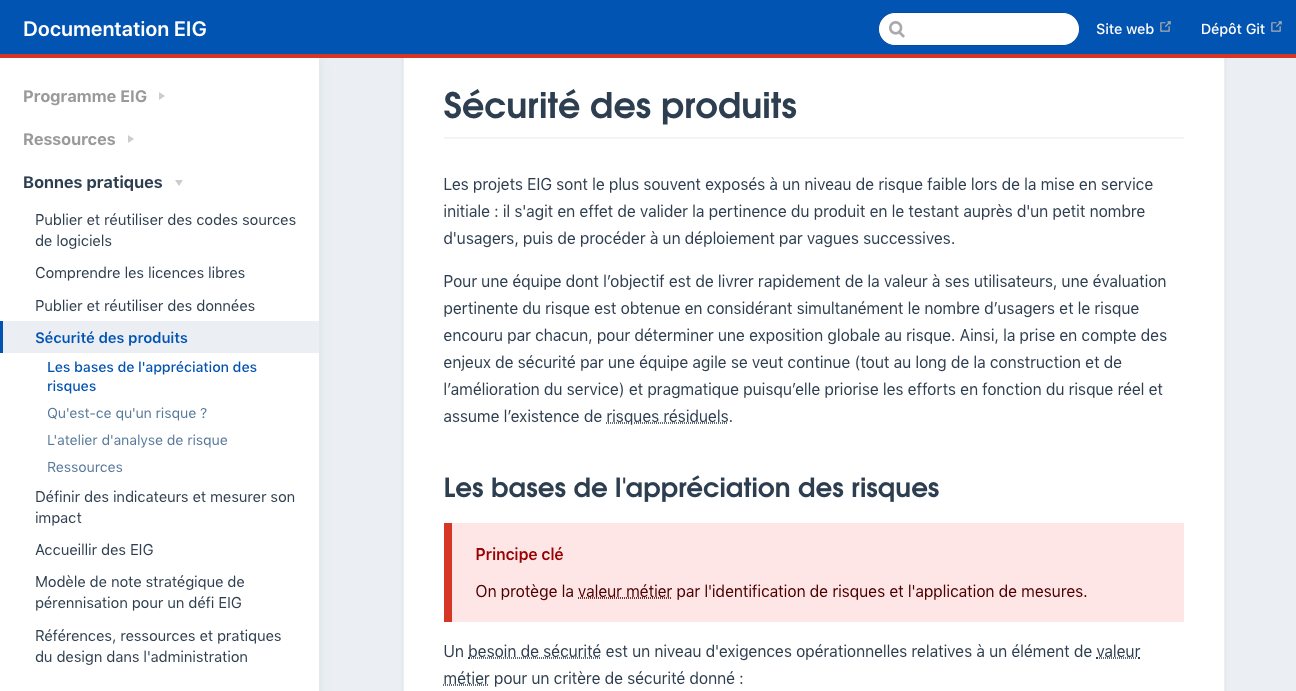 Documentation EIG
Site web
Dépôt Git
Programme EIG
Ressources
Bonnes pratiques
Publier et réutiliser des codes sources
de logiciels
Comprendre les licences libres
Publier et réutiliser des données
Sécurité des produits
Les bases de l'appréciation des
risques
Qu'est-ce qu'un risque ?
L'atelier d'analyse de risque
Ressources
Définir des indicateurs et mesurer son
impact
Accueillir des EIG
Modèle de note stratégique de
pérennisation pour un défi EIG
Références, ressources et pratiques
du design dans l'administration
Sécurité des produits
Les projets EIG sont le plus souvent exposés à un niveau de risque faible lors de la mise en service
initiale : il s'agit en effet de valider la pertinence du produit en le testant auprès d'un petit nombre
d'usagers, puis de procéder à un déploiement par vagues successives.
Pour une équipe dont l’objectif est de livrer rapidement de la valeur à ses utilisateurs, une évaluation
pertinente du risque est obtenue en considérant simultanément le nombre d’usagers et le risque
encouru par chacun, pour déterminer une exposition globale au risque. Ainsi, la prise en compte des
enjeux de sécurité par une équipe agile se veut continue (tout au long de la construction et de
l’amélioration du service) et pragmatique puisqu’elle priorise les efforts en fonction du risque réel et
assume l’existence de risques résiduels.
Les bases de l'appréciation des risques
Principe clé
On protège la valeur métier par l'identification de risques et l'application de mesures.
Un besoin de sécurité est un niveau d'exigences opérationnelles relatives à un élément de valeur
métier pour un critère de sécurité donné :